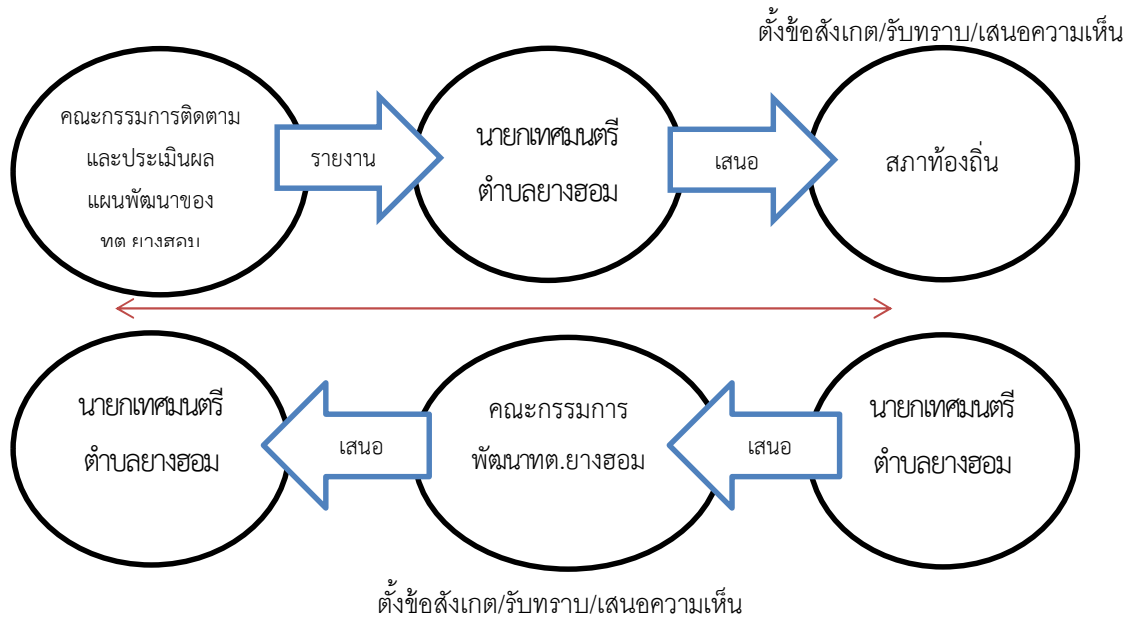 ตั้งข้อสังเกต/รับทราบ/เสนอความเห็น
คณะกรรมการติดตาม
และประเมินผล
แผนพัฒนาของ
รายงาน
นายกเทศมนตรี
ตำบลยางฮอม
เสนอ
สภาท้องถิ่น
นายกเทศมนตรี
ตำบลยางฮอม
เสนอ
คณะกรรมการ
พัฒนาทต.ยางฮอม
เสนอ
นายกเทศมนตรี
ตำบลยางฮอม
ตั้งข้อสังเกต/รับทราบ/เสนอความเห็น